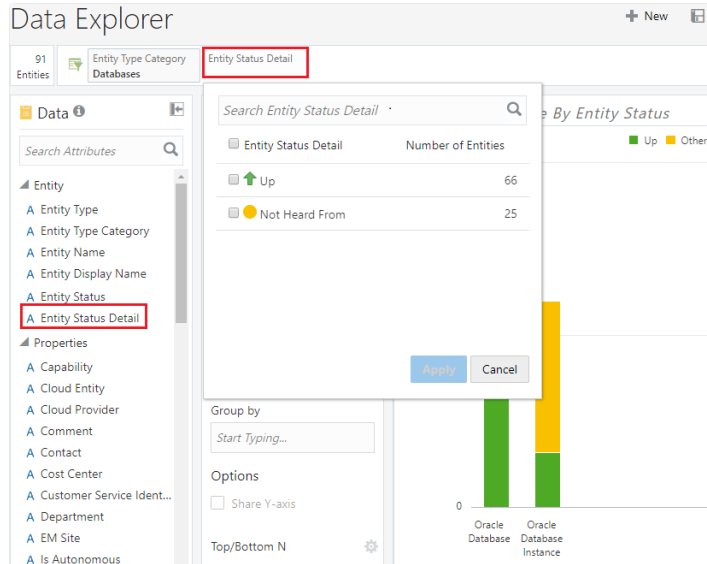 Data Explorer
New
91
Entities
Entity Type Category
Databases
Entity Status Detail
Data
Search Attributes
Entity
A Entity Type
A Entity Type Category
A Entity Name
A Entity Display Name
A Entity Status
A Entity Status Detail
Properties
A Capability
A Cloud Entity
A Cloud Provider
A Comment
A Contact
A Cost Center
A Customer Service Ident...
A Department
A EM Site
A Is Autonomous
Search Entity Status Detail
Entity Status Detail Number of Entities
Up 66
Not Heard From 25
Apply Cancel
Group by
Start Typing...
Options
Share Y-axis
Top/Bottom N
e By Entity Status
Up Other
0
Oracle
Database
Oracle
Database
Instance